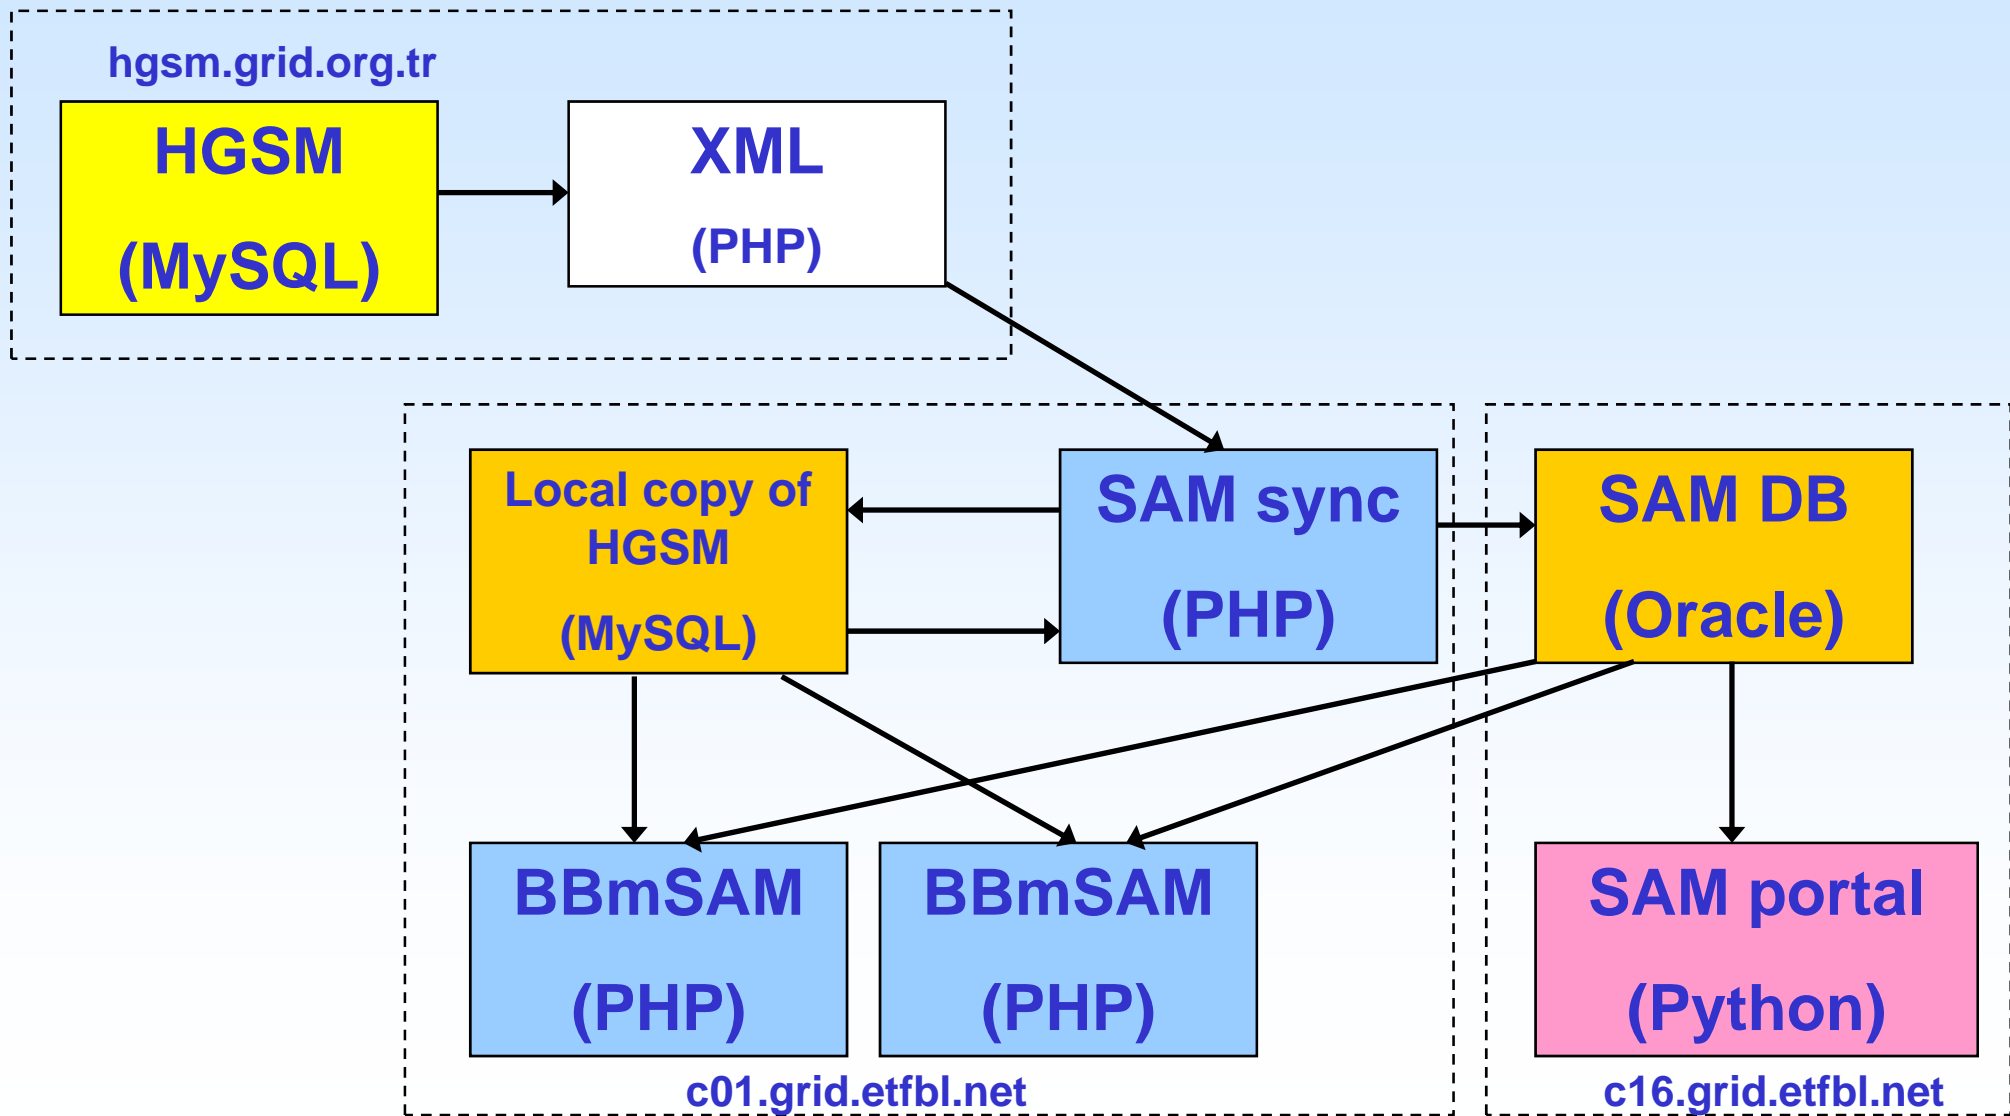 hgsm.grid.org.tr
HGSM
(MySQL)
XML
(PHP)
Local copy of
HGSM
(MySQL)
SAM sync
(PHP)
SAM DB
(Oracle)
BBmSAM
(PHP)
BBmSAM
(PHP)
SAM portal
(Python)
c01.grid.etfbl.net
c16.grid.etfbl.net